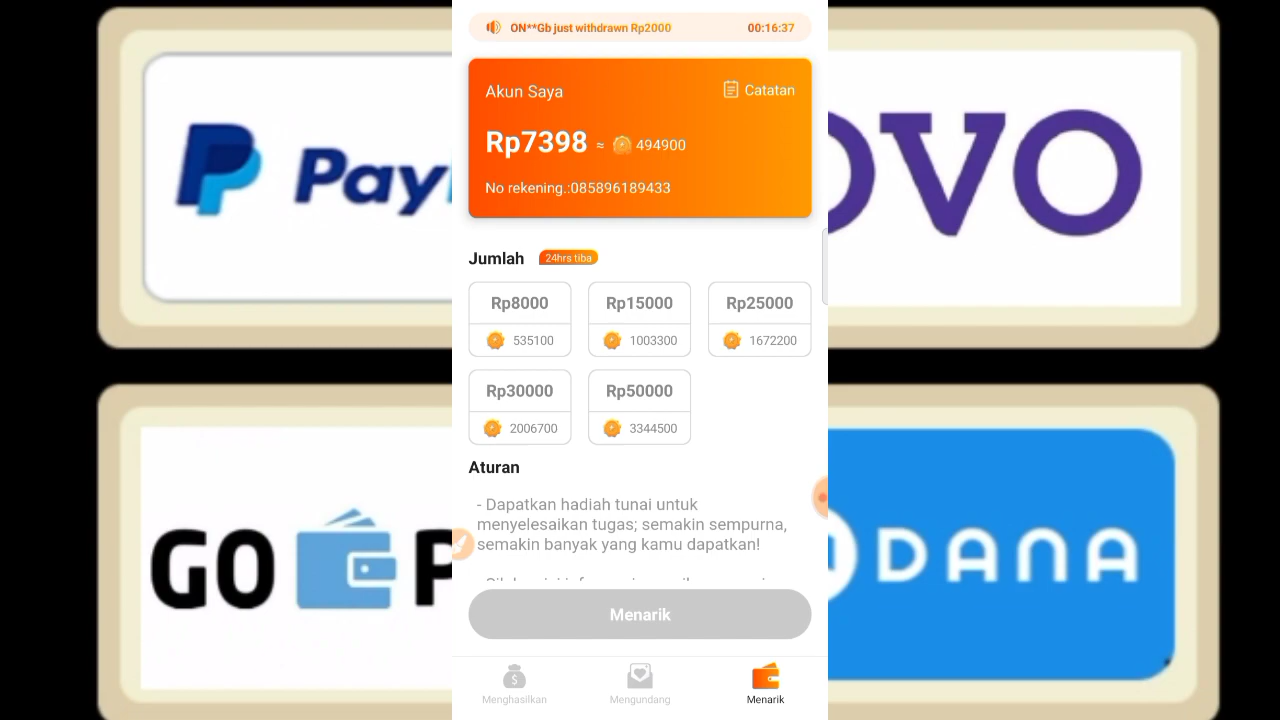 ON**Gb just withdrawn Rp2000 00:16:37
Akun Saya Catatan
Rp7398 ≈ 494900
No rekening.:085896189433
Jumlah 24hrs tiba
Rp8000 Rp15000 Rp25000
535100 1003300 1672200
Rp30000 Rp50000
2006700 3344500
Aturan
- Dapatkan hadiah tunai untuk
menyelesaikan tugas; semakin sempurna,
semakin banyak yang kamu dapatkan!
Menarik
Menghasilkan Mengundang Menarik
Pay
OVO
GO P
DANA